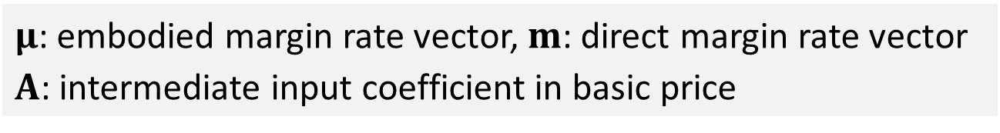 μ: embodied margin rate vector, m: direct margin rate vector
A: intermediate input coefficient in basic price